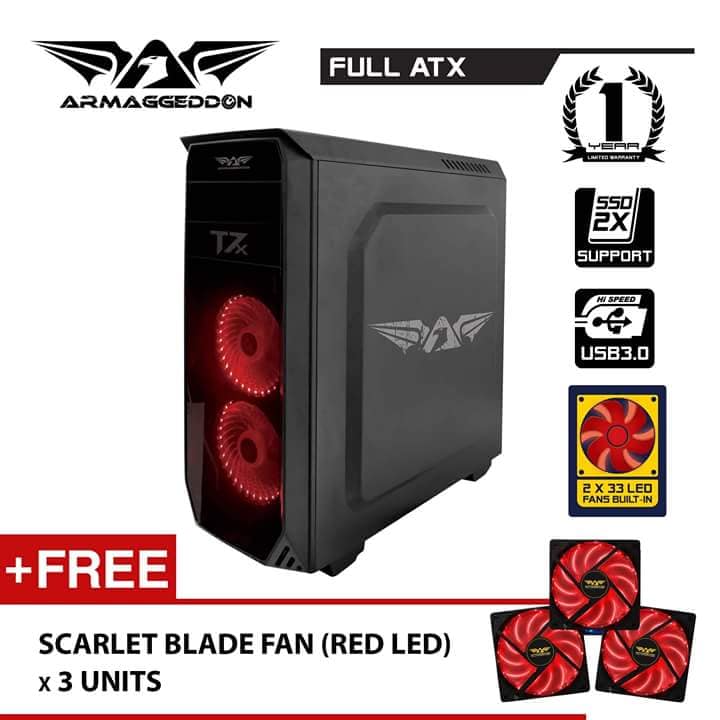 ARMAGGEDDON
FULL ATX
1
YEAR
LIMITED WARRANTY
T7x
SSD
2X
SUPPORT
Hi SPEED
USB3.0
2 X 33 LED
FANS BUILT-IN
+FREE
SCARLET BLADE FAN (RED LED)
x 3 UNITS